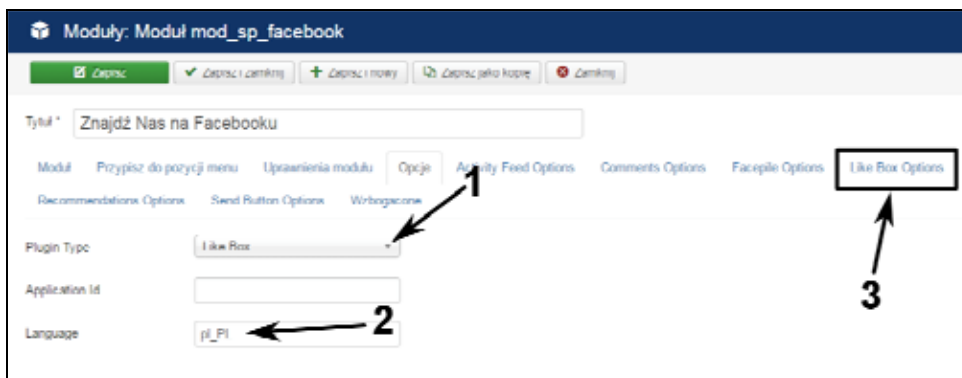 Moduły: Moduł mod_sp_facebook
Zapisz Zapisz i zamknij Zapisz i nowy Zapisz jako kopię Zamknij
Tytuł * Znajdź Nas na Facebooku
Moduł Przypisz do pozycji menu Uprawnienia modułu Opcje Activity Feed Options Comments Options Facepile Options Like Box Options
Recommendations Options Send Button Options Wzbogacone
1
Plugin Type Like Box
Application Id
3
Language pl_Pl 2